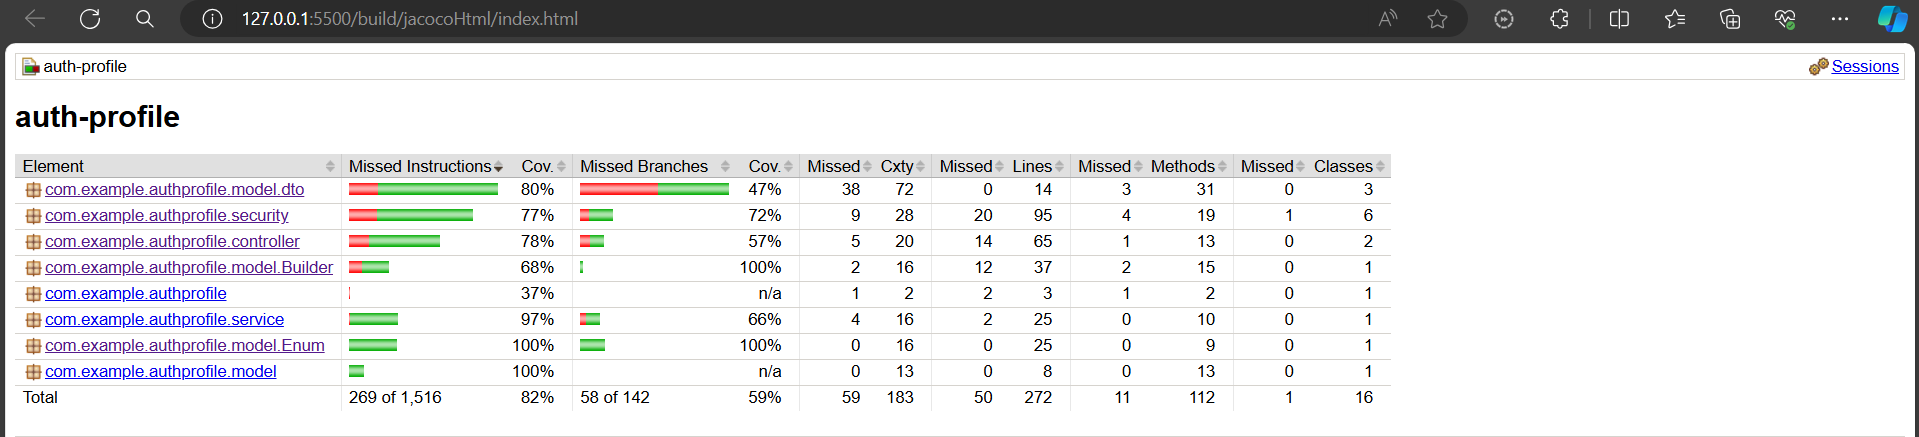 127.0.0.1:5500/build/jacocoHtml/index.html
auth-profile Sessions
auth-profile
Element Missed Instructions Cov. Missed Branches Cov. Missed Cxty Missed Lines Missed Methods Missed Classes
com.example.authprofile.model.dto 80% 47% 38 72 0 14 3 31 0 3
com.example.authprofile.security 77% 72% 9 28 20 95 4 19 1 6
com.example.authprofile.controller 78% 57% 5 20 14 65 1 13 0 2
com.example.authprofile.model.Builder 68% 100% 2 16 12 37 2 15 0 1
com.example.authprofile 37% n/a 1 2 2 3 1 2 0 1
com.example.authprofile.service 97% 66% 4 16 2 25 0 10 0 1
com.example.authprofile.model.Enum 100% 100% 0 16 0 25 0 9 0 1
com.example.authprofile.model 100% n/a 0 13 0 8 0 13 0 1
Total 269 of 1,516 82% 58 of 142 59% 59 183 50 272 11 112 1 16